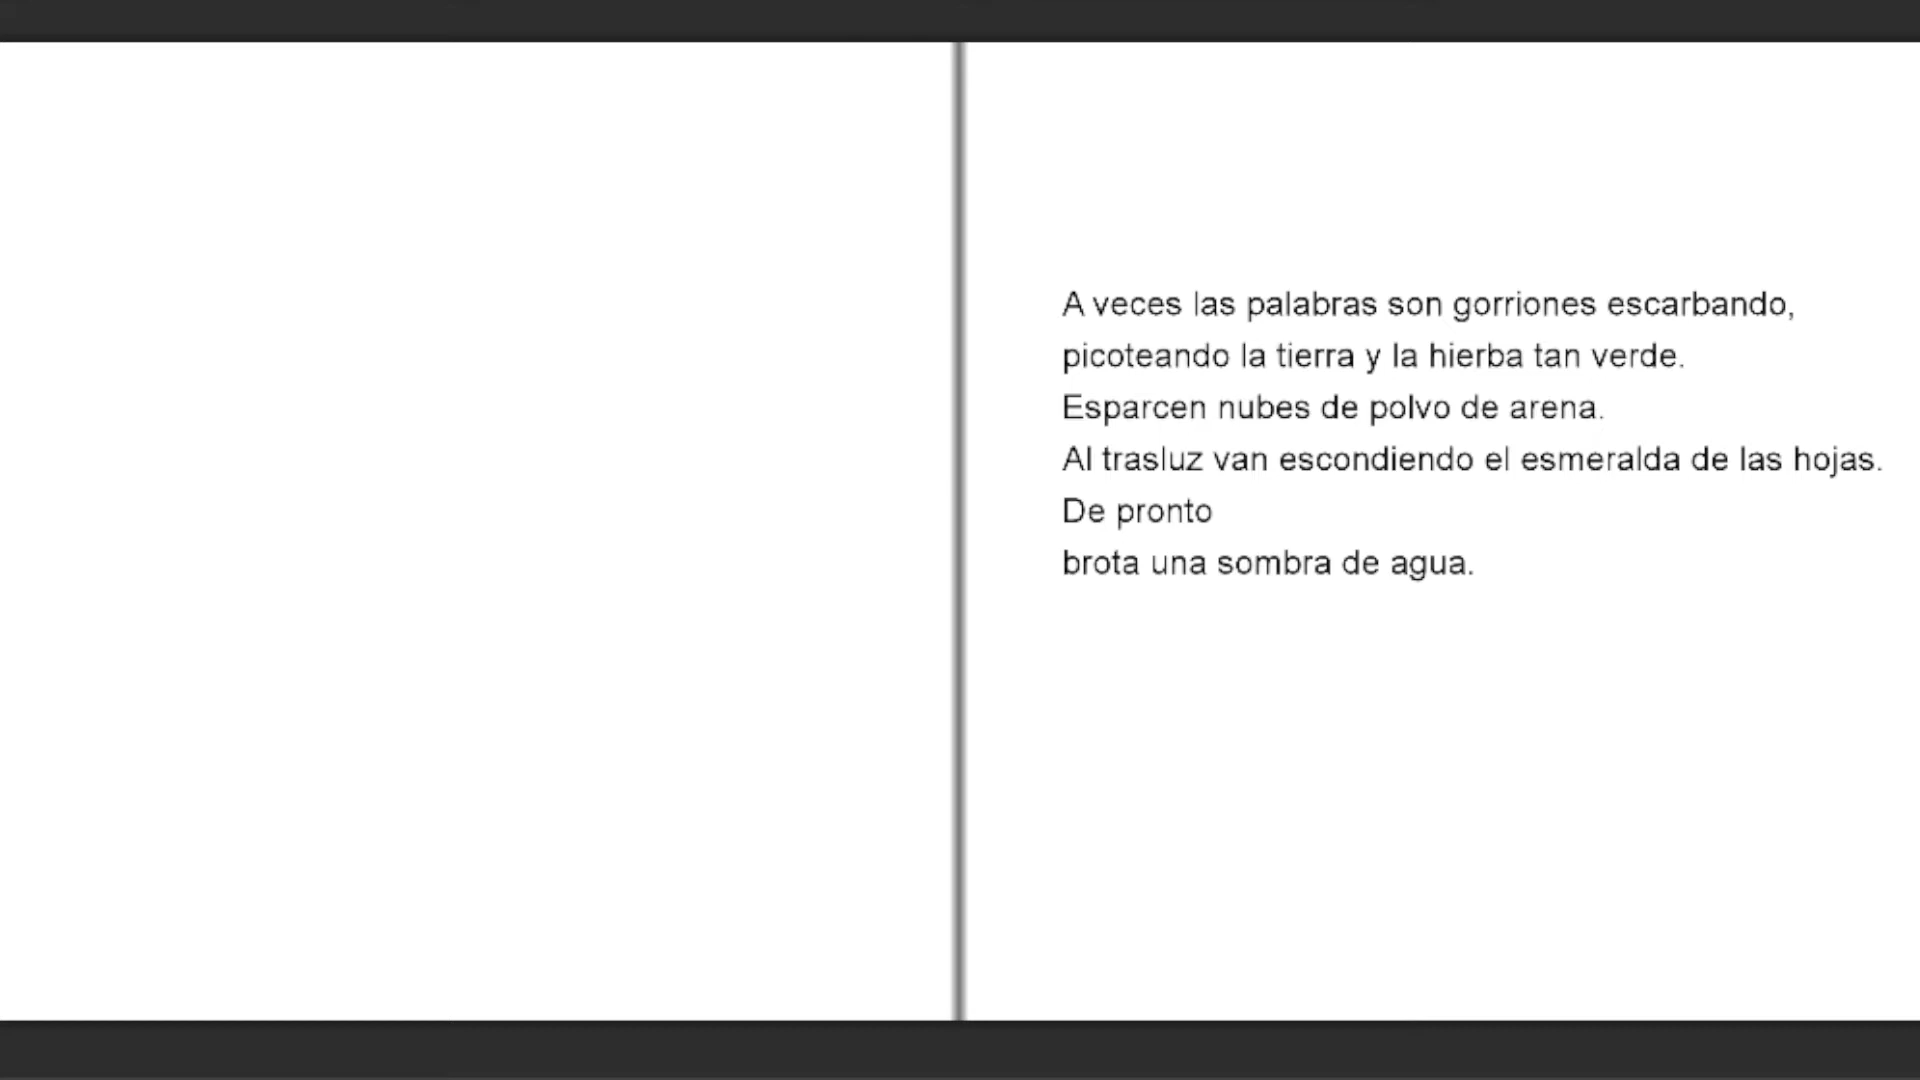 A veces las palabras son gorriones escarbando,
picoteando la tierra y la hierba tan verde.
Esparcen nubes de polvo de arena.
Al trasluz van escondiendo el esmeralda de las hojas.
De pronto
brota una sombra de agua.